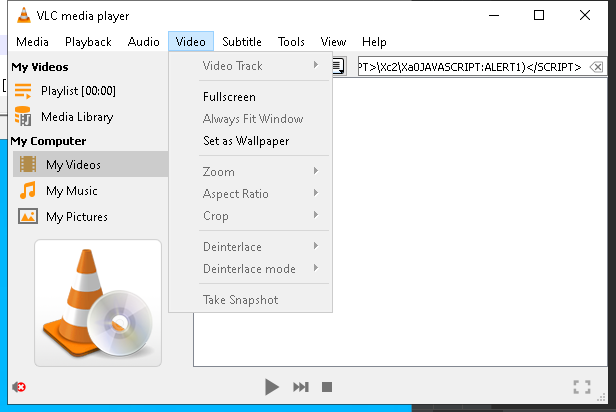 VLC media player
Media Playback Audio Video Subtitle Tools View Help
My Videos
Playlist [00:00]
Media Library
My Computer
My Videos
My Music
My Pictures
Video Track
Fullscreen
Always Fit Window
Set as Wallpaper
Zoom
Aspect Ratio
Crop
Deinterlace
Deinterlace mode
Take Snapshot
PT>\Xc2\Xa0JAVASCRIPT:ALERT1)</SCRIPT>